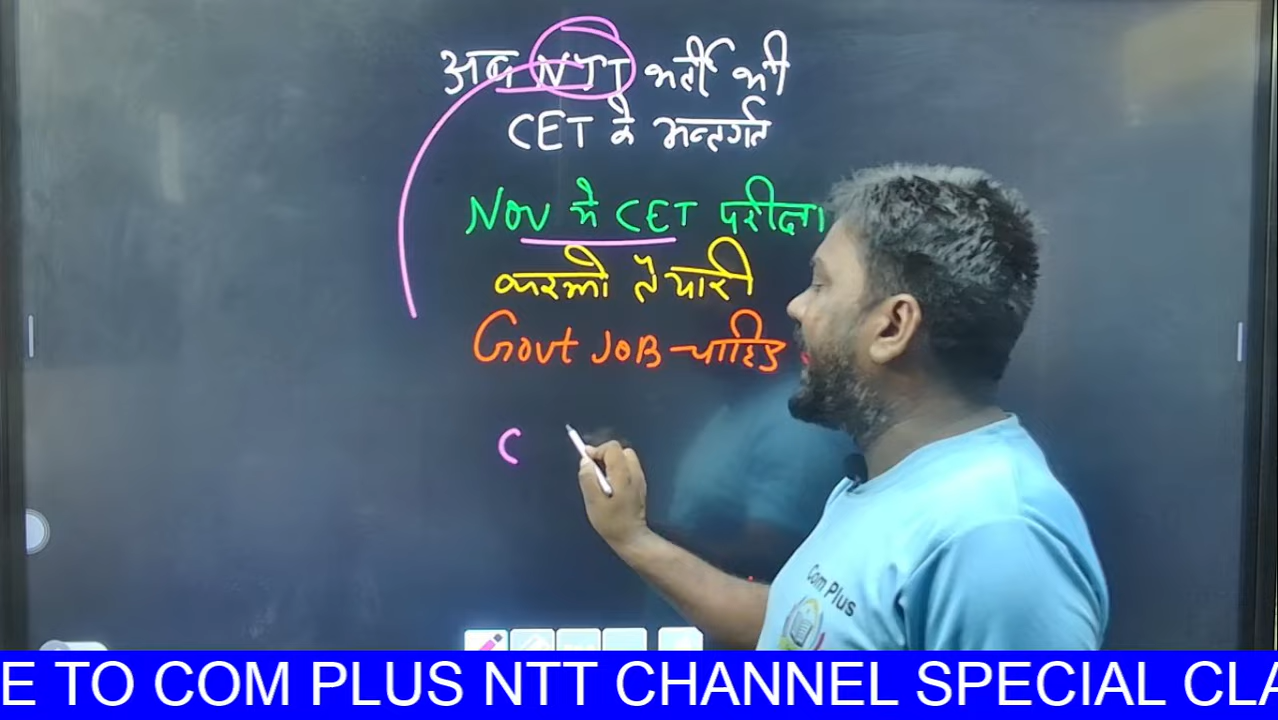 अब NTT भर्ती भी
CET के अन्तर्गत
Nov मे CET परीक्षा
करलो तैयारी
Govt JOB चाहिए
C
Com Plus
E TO COM PLUS NTT CHANNEL SPECIAL CLA